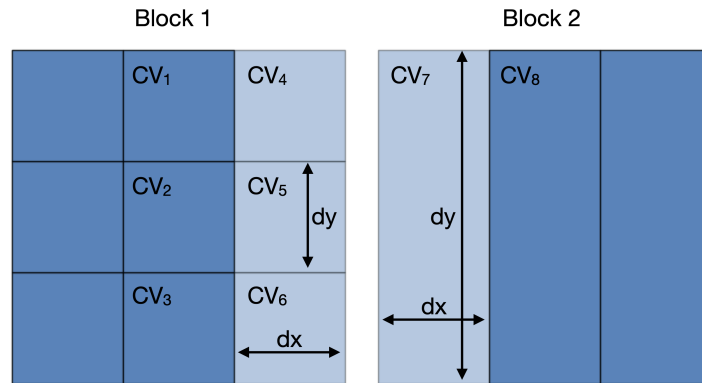 Block 1
Block 2
CV₁
CV₄
CV₇
CV₈
CV₂
CV₅
dy
dy
CV₃
CV₆
dx
dx